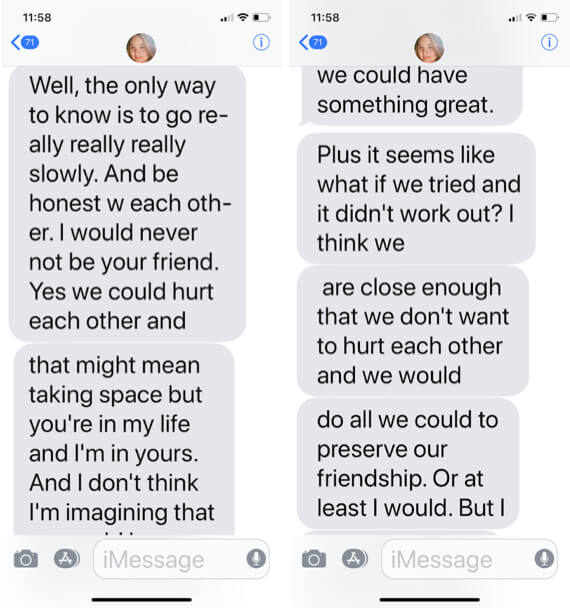 11:58
71
Well, the only way
to know is to go re-
ally really really
slowly. And be
honest w each oth-
er. I would never
not be your friend.
Yes we could hurt
each other and
that might mean
taking space but
you're in my life
and I'm in yours.
And I don't think
I'm imagining that
iMessage
11:58
71
we could have
something great.
Plus it seems like
what if we tried and
it didn't work out? I
think we
are close enough
that we don't want
to hurt each other
and we would
do all we could to
preserve our
friendship. Or at
least I would. But I
iMessage